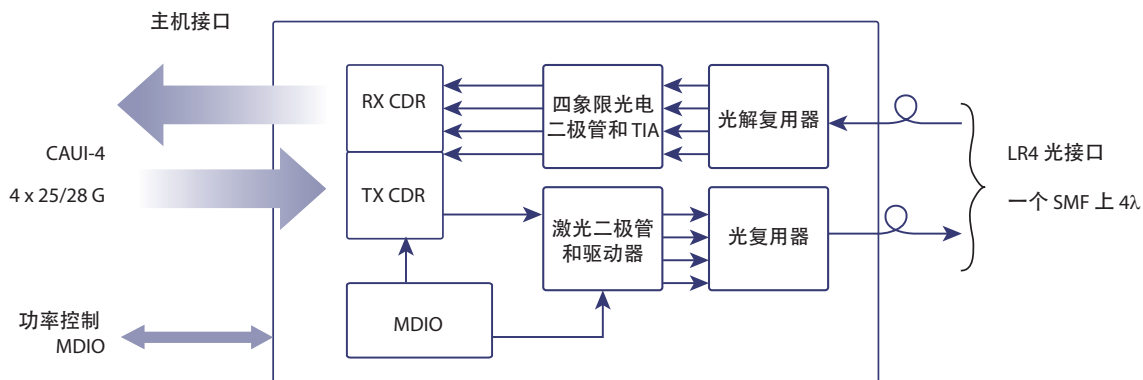 主机接口
CAUI-4
4 x 25/28 G
功率控制
MDIO
RX CDR
TX CDR
MDIO
四象限光电
二极管和 TIA
激光二极管
和驱动器
光解复用器
光复用器
LR4 光接口
一个 SMF 上 4λ